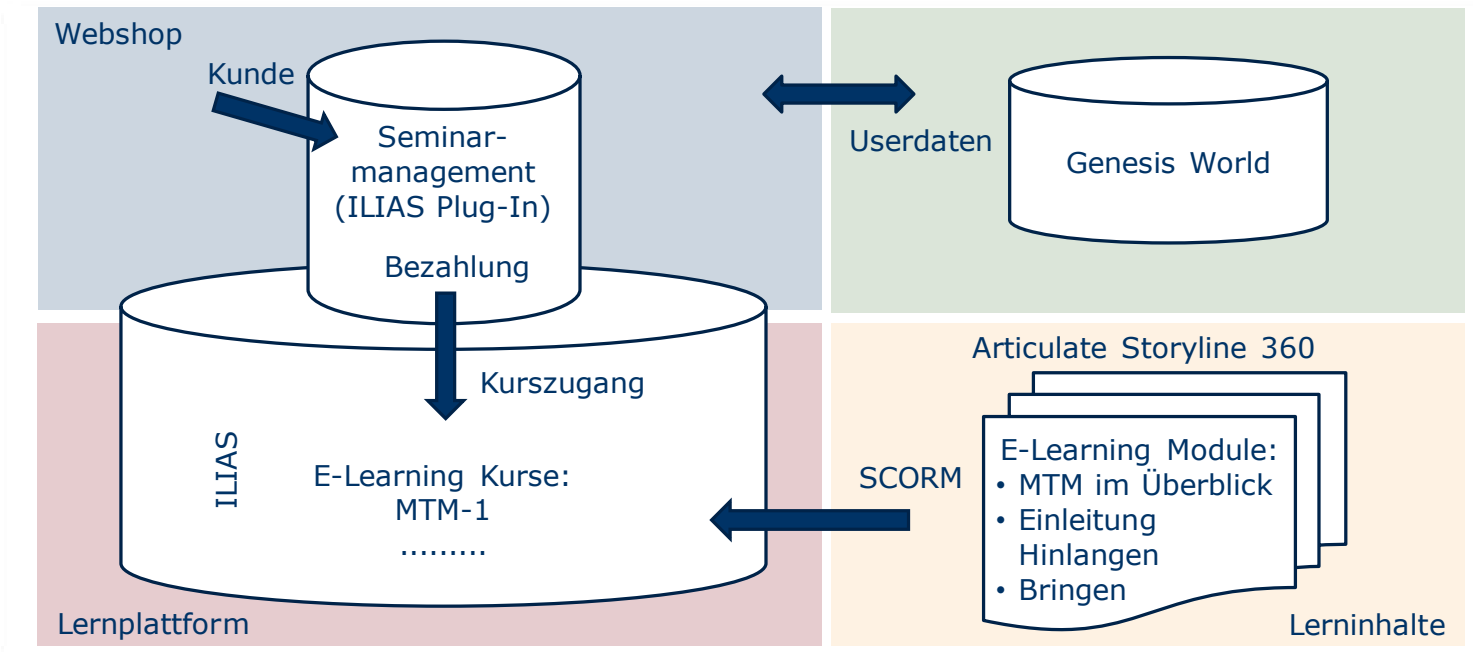 Webshop
Kunde
Seminar-
management
(ILIAS Plug-In)
Bezahlung
Userdaten
Genesis World
Kurszugang
ILIAS
E-Learning Kurse:
MTM-1
.........
Lernplattform
Articulate Storyline 360
SCORM
E-Learning Module:
• MTM im Überblick
• Einleitung
Hinlangen
• Bringen
Lerninhalte